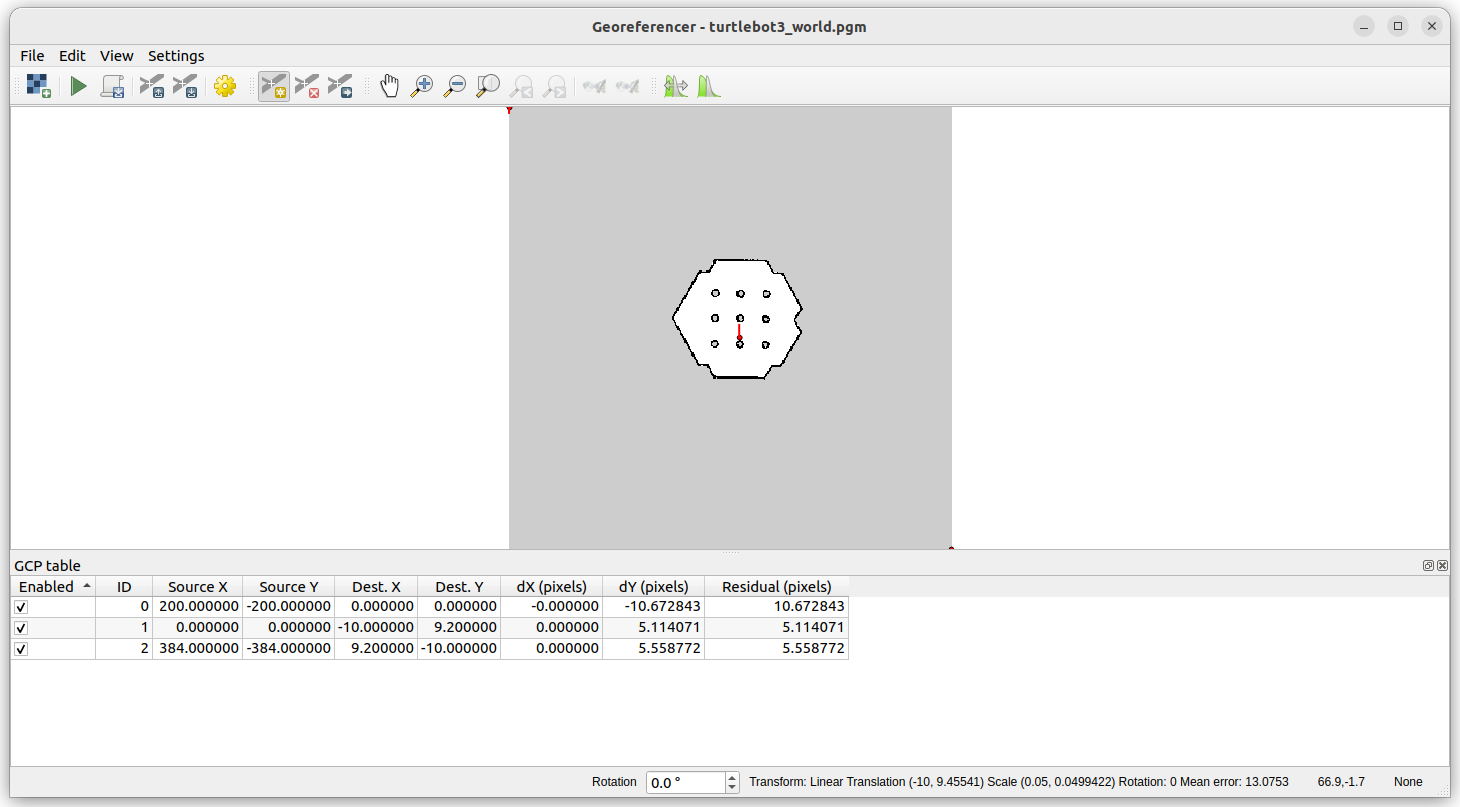 Georeferencer - turtlebot3_world.pgm
File Edit View Settings
GCP table
Enabled ID Source X Source Y Dest. X Dest. Y dX (pixels) dY (pixels) Residual (pixels)
0 200.000000 -200.000000 0.000000 0.000000 -0.000000 -10.672843 10.672843
1 0.000000 0.000000 -10.000000 9.200000 0.000000 5.114071 5.114071
2 384.000000 -384.000000 9.200000 -10.000000 0.000000 5.558772 5.558772
Rotation 0.0 ° Transform: Linear Translation (-10, 9.45541) Scale (0.05, 0.0499422) Rotation: 0 Mean error: 13.0753 66.9,-1.7 None